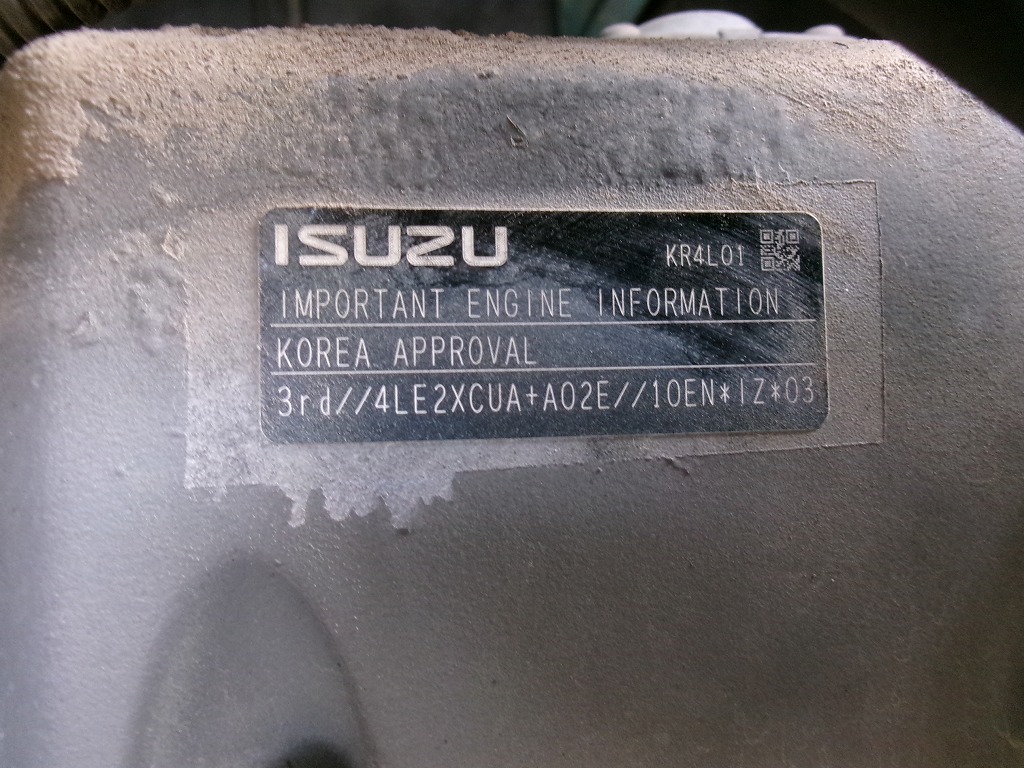 ISUZU
KR4L01
IMPORTANT ENGINE INFORMATION
KOREA APPROVAL
3rd//4LE2XCUA+A02E//10EN*IZ*03